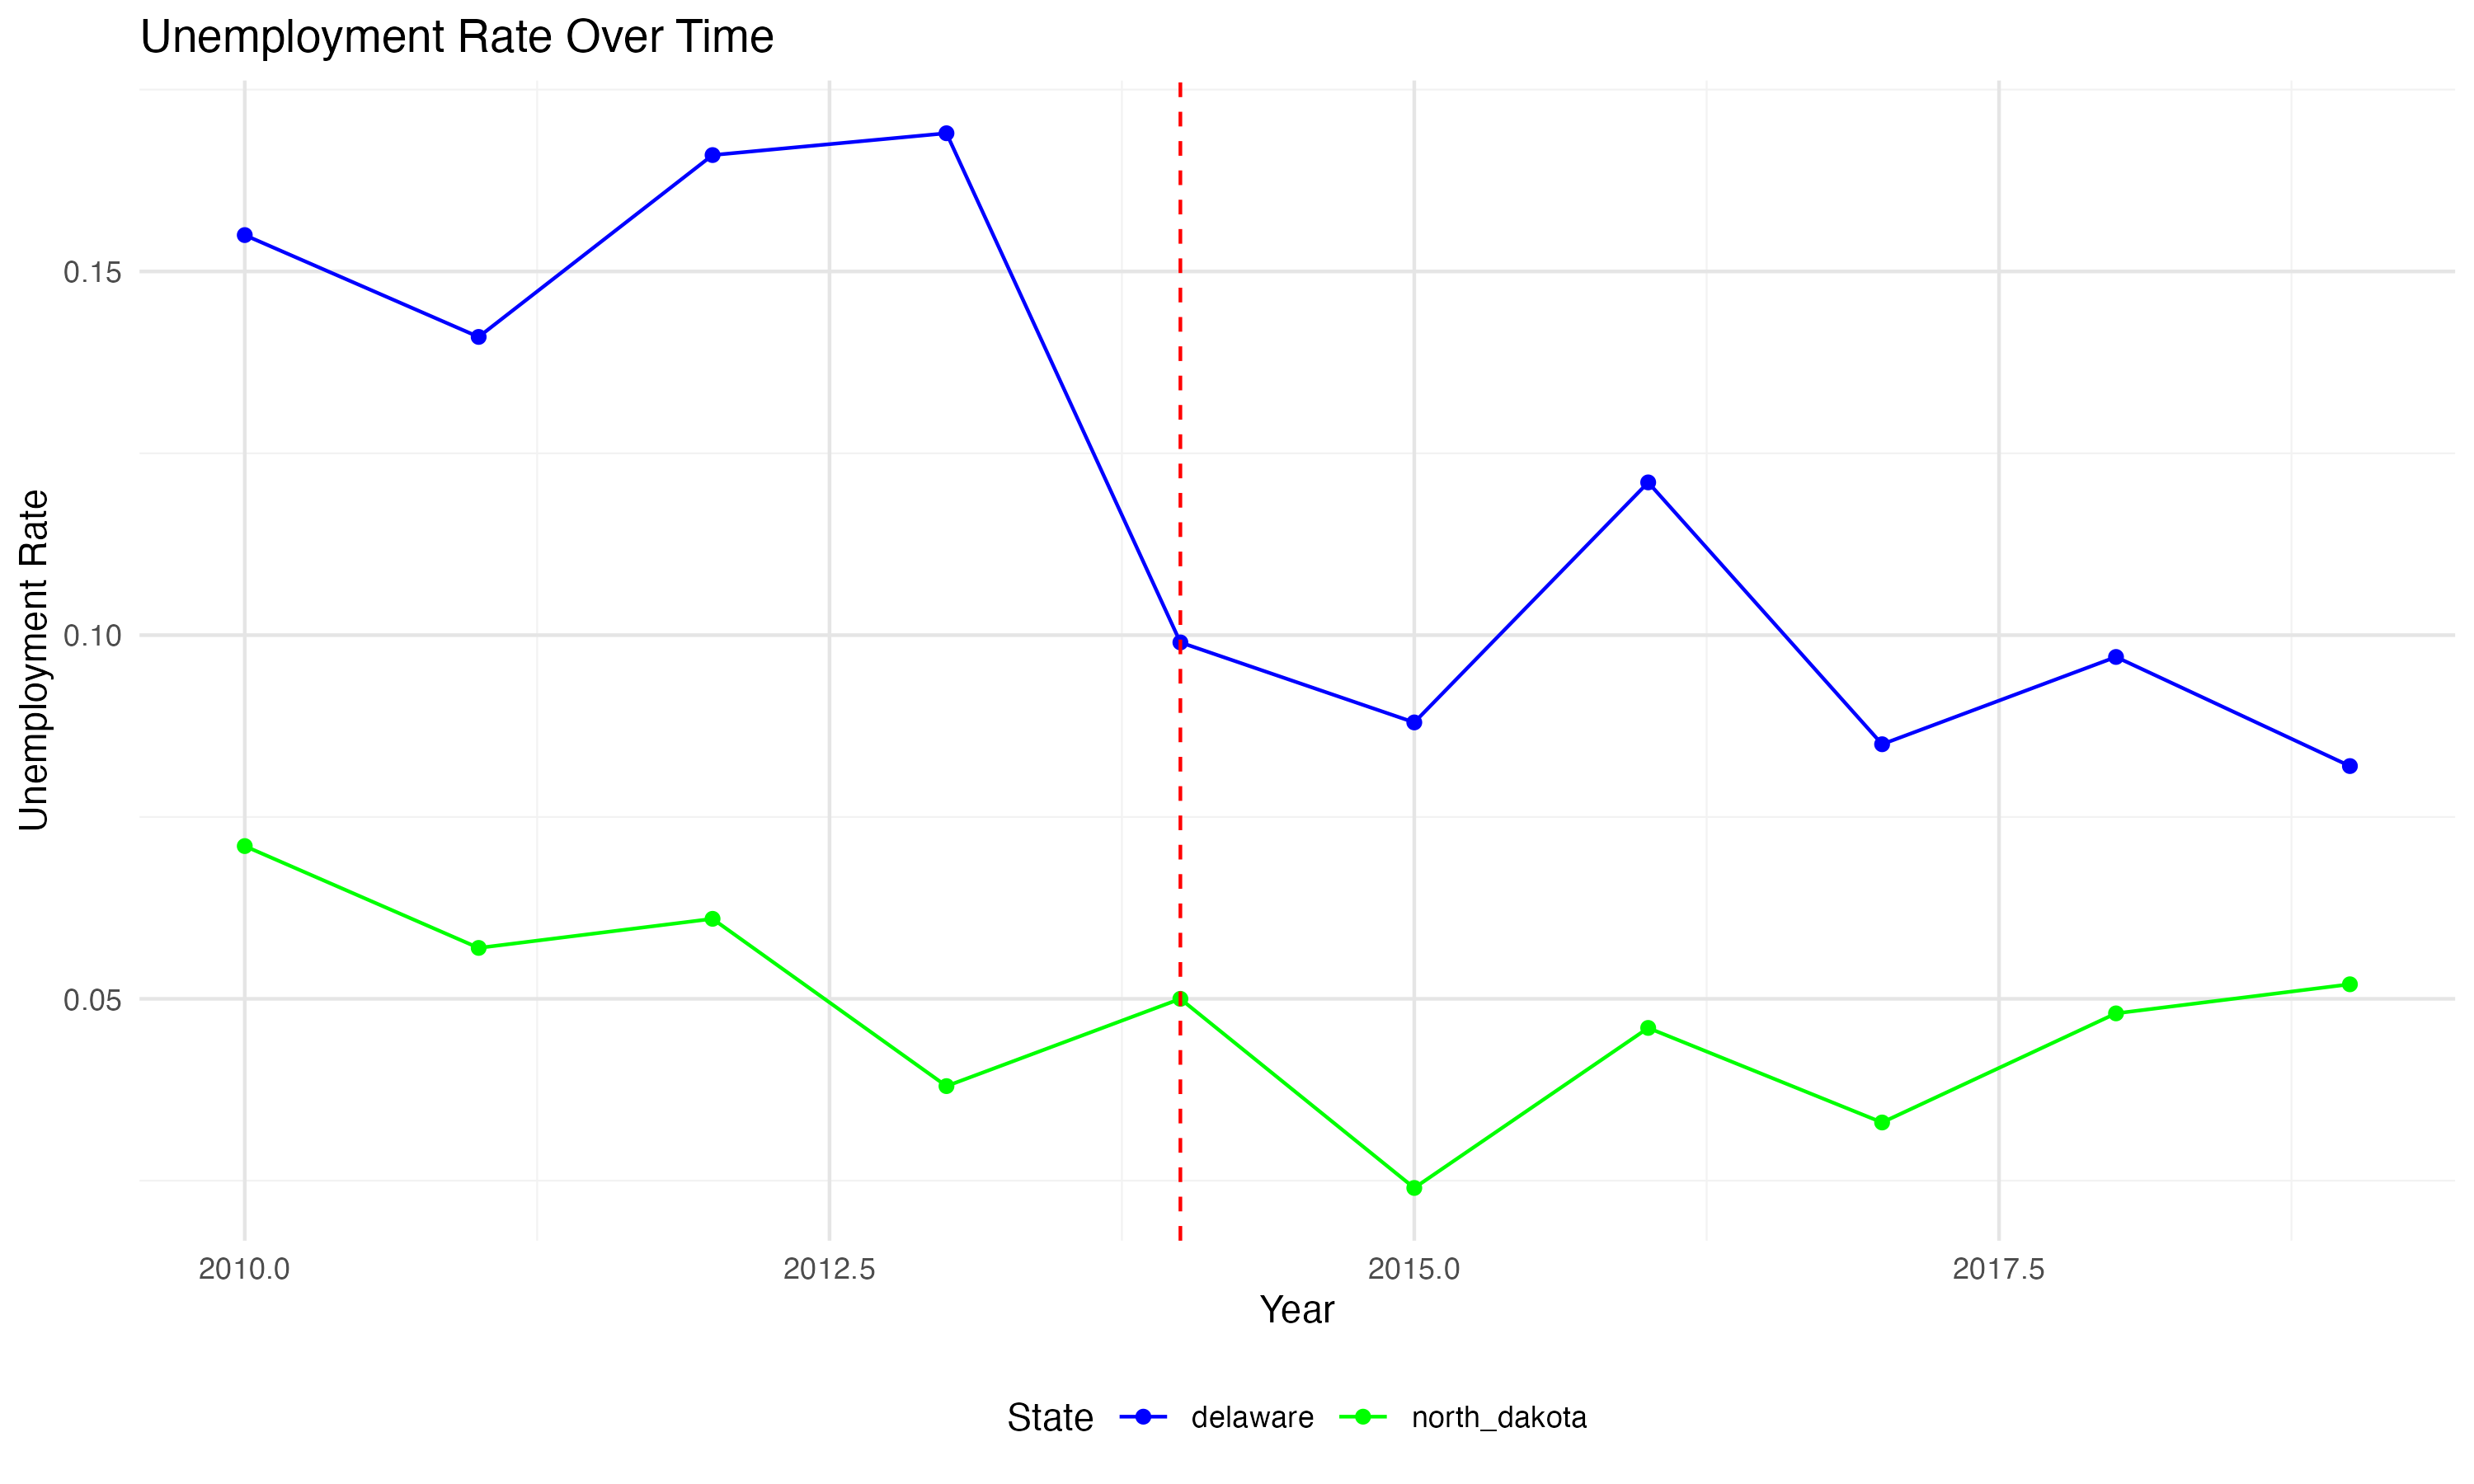 Unemployment Rate Over Time
Unemployment Rate
0.15
0.10
0.05
2010.0 2012.5 2015.0 2017.5
Year
State delaware north_dakota